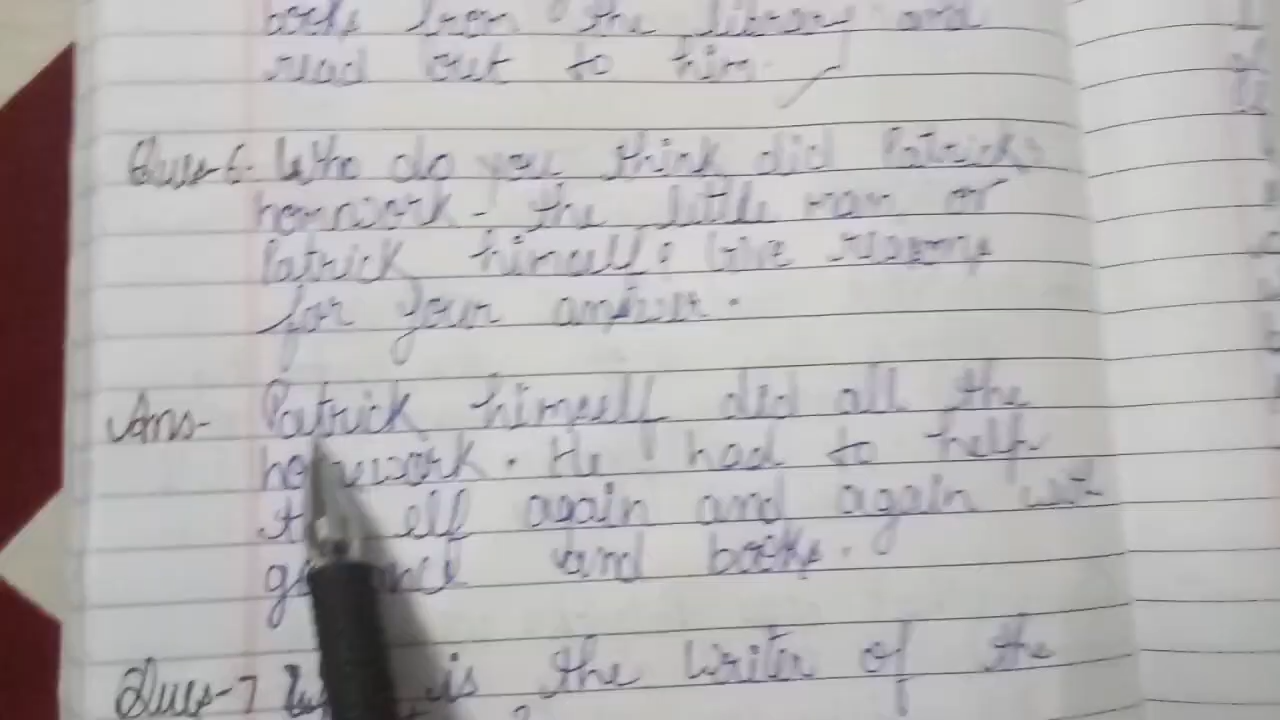 books from the library and
read out to him.
Ques-6. Who do you think did Patrick's
homework - the little man or
Patrick himself. Give reasons
for your answer.
Ans- Patrick himself did all the
homework. He had to help
the elf again and again with
and books.
Ques-7 is the writer of the